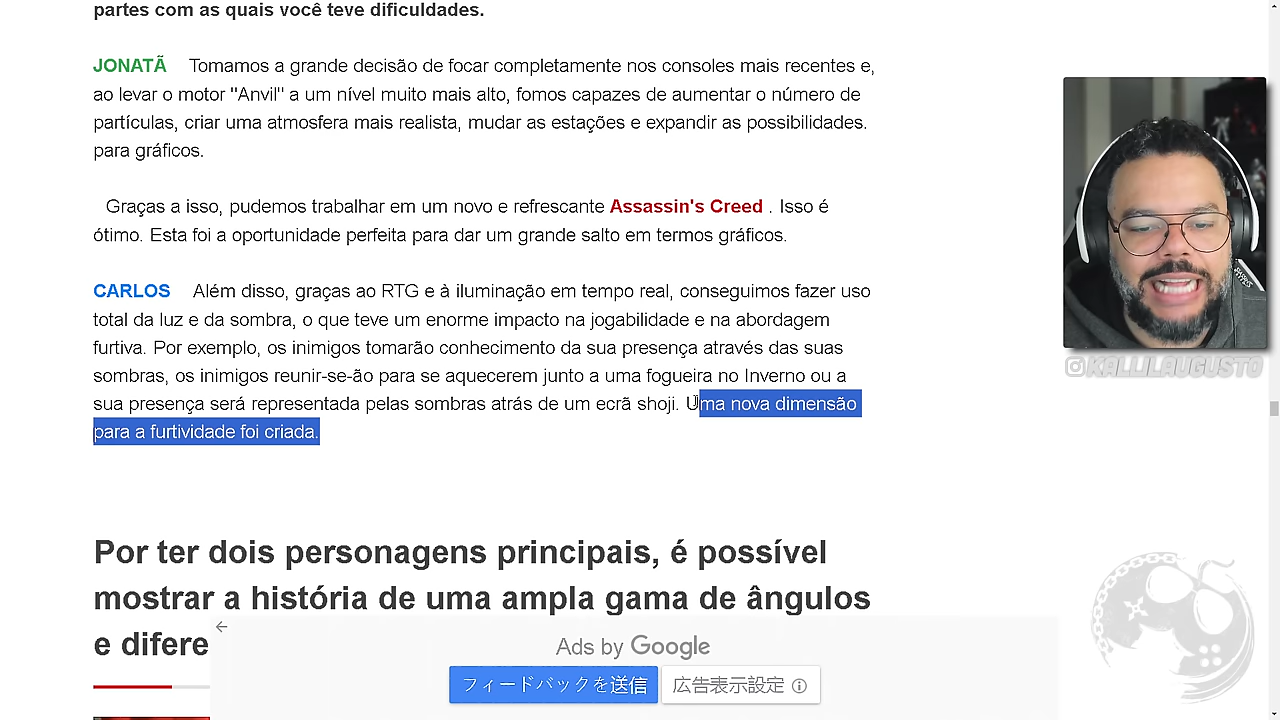 partes com as quais você teve dificuldades.
JONATÃ Tomamos a grande decisão de focar completamente nos consoles mais recentes e,
ao levar o motor "Anvil" a um nível muito mais alto, fomos capazes de aumentar o número de
partículas, criar uma atmosfera mais realista, mudar as estações e expandir as possibilidades.
para gráficos.
Graças a isso, pudemos trabalhar em um novo e refrescante Assassin's Creed . Isso é
ótimo. Esta foi a oportunidade perfeita para dar um grande salto em termos gráficos.
CARLOS Além disso, graças ao RTG e à iluminação em tempo real, conseguimos fazer uso
total da luz e da sombra, o que teve um enorme impacto na jogabilidade e na abordagem
furtiva. Por exemplo, os inimigos tomarão conhecimento da sua presença através das suas
sombras, os inimigos reunir-se-ão para se aquecerem junto a uma fogueira no Inverno ou a
sua presença será representada pelas sombras atrás de um ecrã shoji. Uma nova dimensão
para a furtividade foi criada.
KALLILAUGUSTO
Por ter dois personagens principais, é possível
mostrar a história de uma ampla gama de ângulos
e difere
Ads by Google
フィードバックを送信
広告表示設定